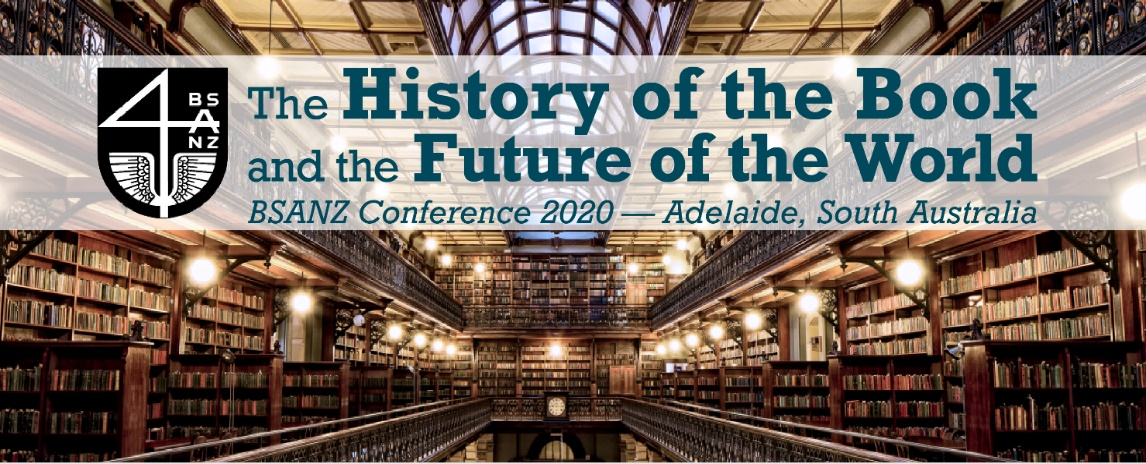 BS
A
NZ
The History of the Book
and the Future of the World
BSANZ Conference 2020 — Adelaide, South Australia